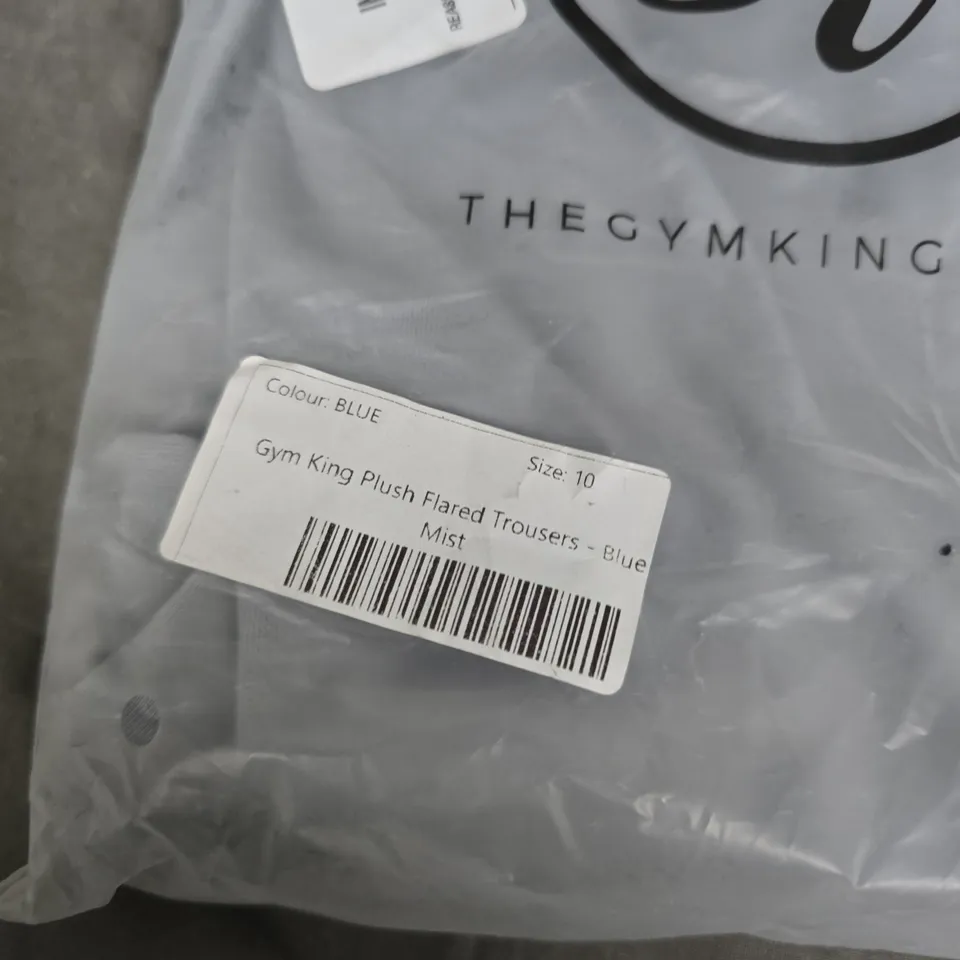 THEGYMKING
Colour: BLUE
Size: 10
Gym King Plush Flared Trousers - Blue
Mist